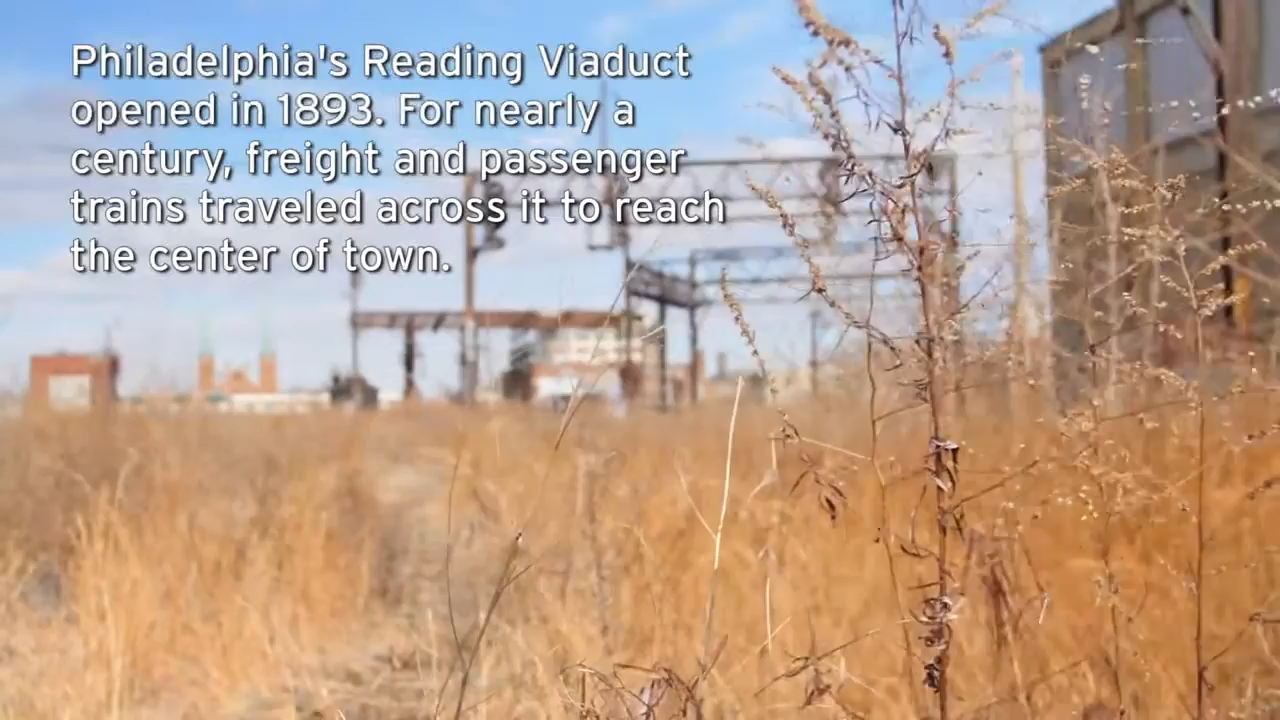 Philadelphia's Reading Viaduct
opened in 1893. For nearly a
century, freight and passenger
trains traveled across it to reach
the center of town.